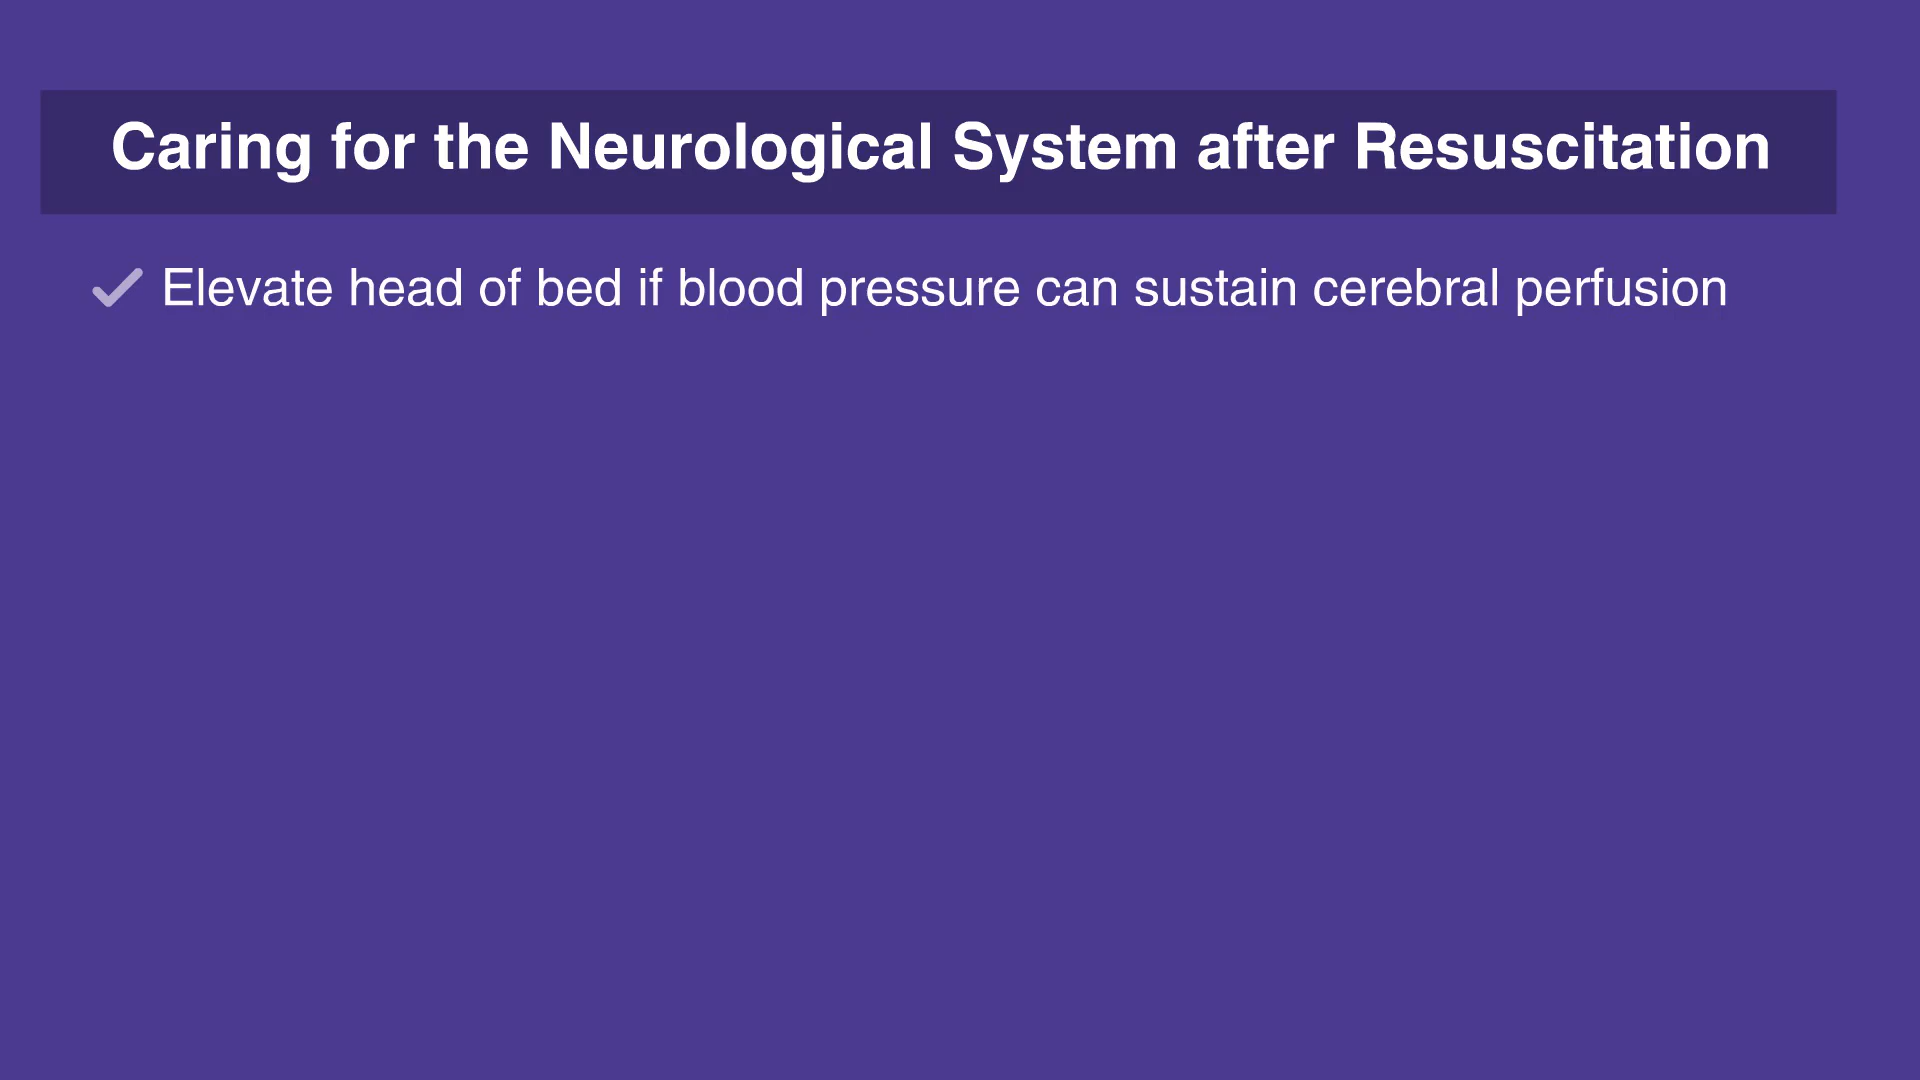 Caring for the Neurological System after Resuscitation
Elevate head of bed if blood pressure can sustain cerebral perfusion